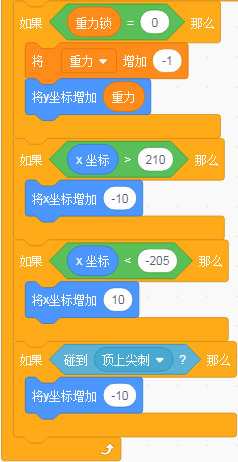 如果 重力锁 = 0 那么
将 重力 增加 -1
将y坐标增加 重力
如果 x 坐标 > 210 那么
将x坐标增加 -10
如果 x 坐标 < -205 那么
将x坐标增加 10
如果 碰到 顶上尖刺 ? 那么
将y坐标增加 -10